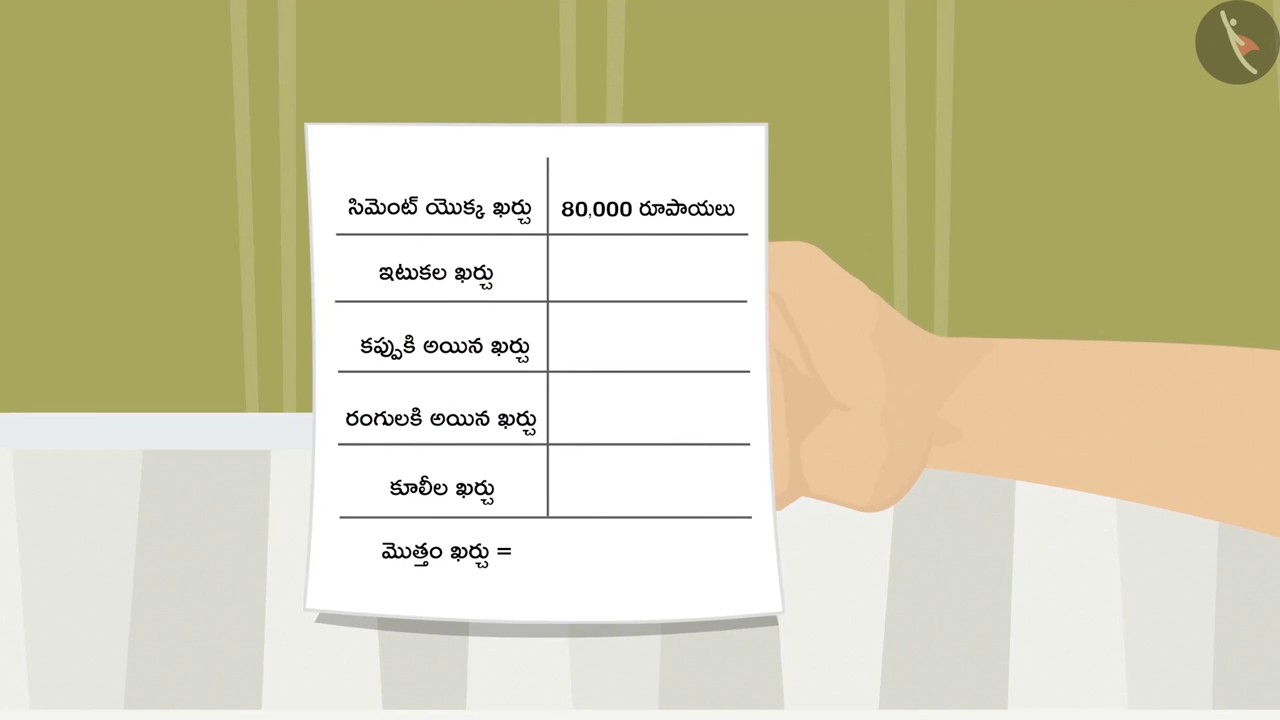 సిమెంట్ యొక్క ఖర్చు 80,000 రూపాయలు
ఇటుకల ఖర్చు
కప్పుకి అయిన ఖర్చు
రంగులకి అయిన ఖర్చు
కూలీల ఖర్చు
మొత్తం ఖర్చు =